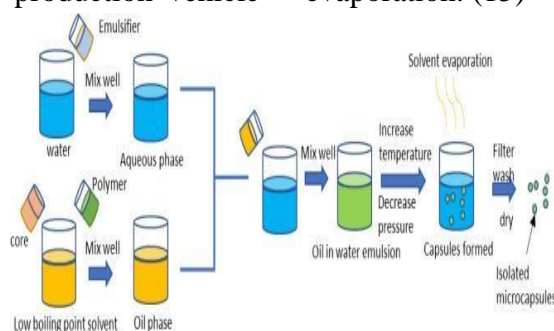 production vehicle evaporation. (15)
Emulsifier
Mix well
water
Aqueous phase
Polymer
core
Mix well
Low boiling point solvent
Oil phase
Mix well
Oil in water emulsion
Increase
temperature
Decrease
pressure
Solvent evaporation
Capsules formed
Filter
wash
dry
Isolated
microcapsules